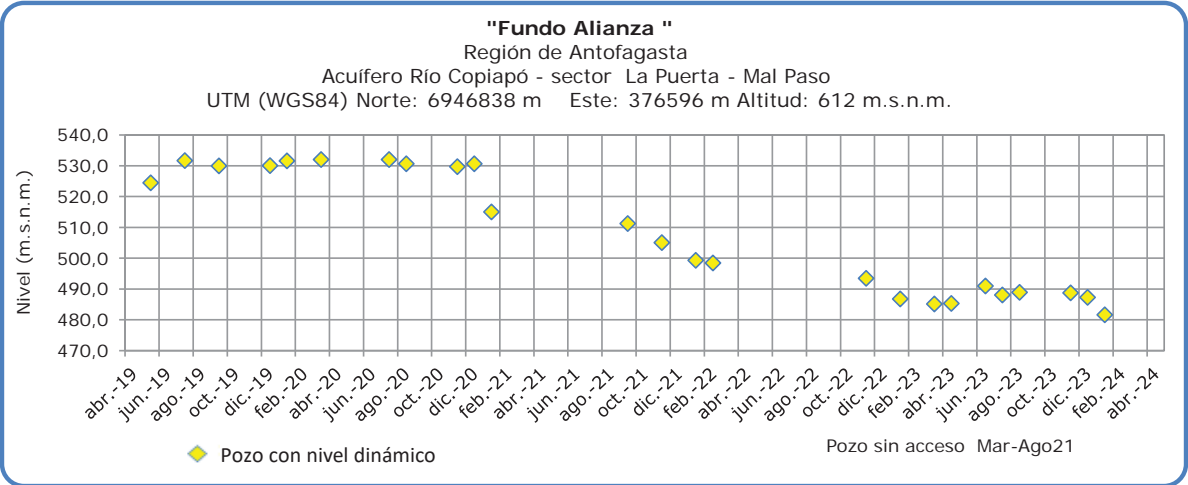 "Fundo Alianza "
Región de Antofagasta
Acuífero Río Copiapó - sector La Puerta - Mal Paso
UTM (WGS84) Norte: 6946838 m Este: 376596 m Altitud: 612 m.s.n.m.
Nivel (m.s.n.m.)
540,0
530,0
520,0
510,0
500,0
490,0
480,0
470,0
abr.-19
jun.-19
ago.-19
oct.-19
dic.-19
feb.-20
abr.-20
jun.-20
ago.-20
oct.-20
dic.-20
feb.-21
abr.-21
jun.-21
ago.-21
oct.-21
dic.-21
feb.-22
abr.-22
jun.-22
ago.-22
oct.-22
dic.-22
feb.-23
abr.-23
jun.-23
ago.-23
oct.-23
dic.-23
feb.-24
abr.-24
Pozo con nivel dinámico
Pozo sin acceso Mar-Ago21